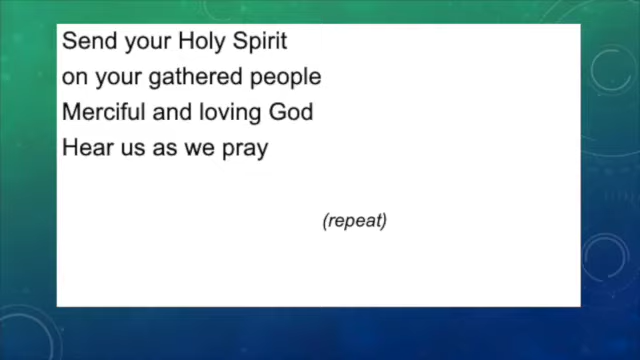 Send your Holy Spirit
on your gathered people
Merciful and loving God
Hear us as we pray
(repeat)